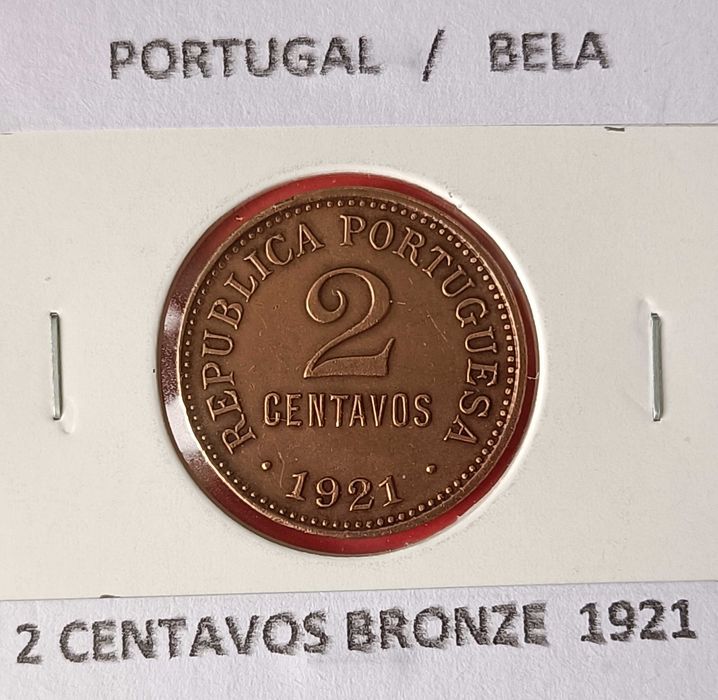 PORTUGAL / BELA
REPUBLICA PORTUGUESA
2
CENTAVOS
• 1921 •
2 CENTAVOS BRONZE 1921